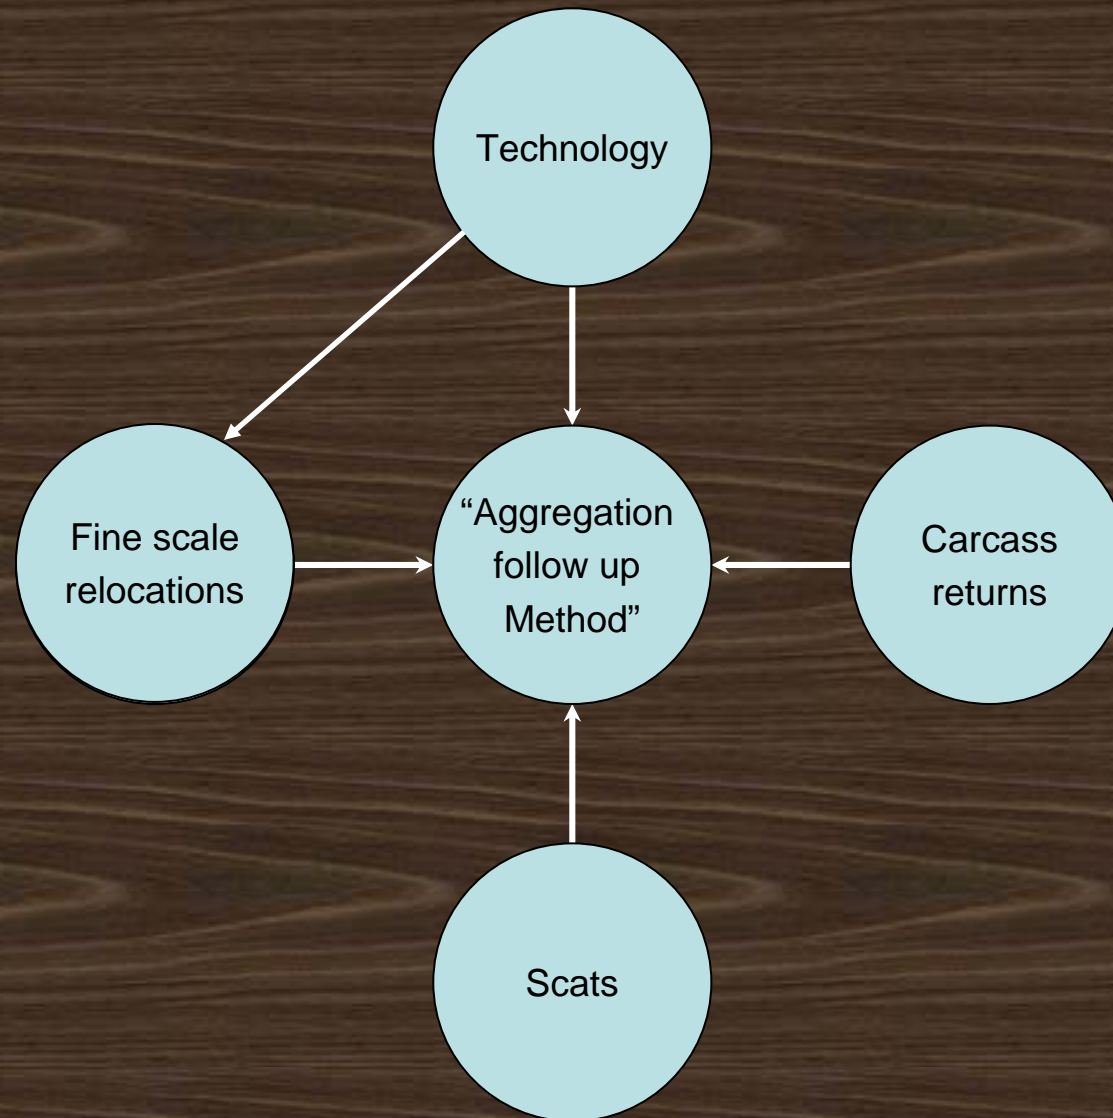 Technology
Fine scale
relocations
“Aggregation
follow up
Method”
Carcass
returns
Scats